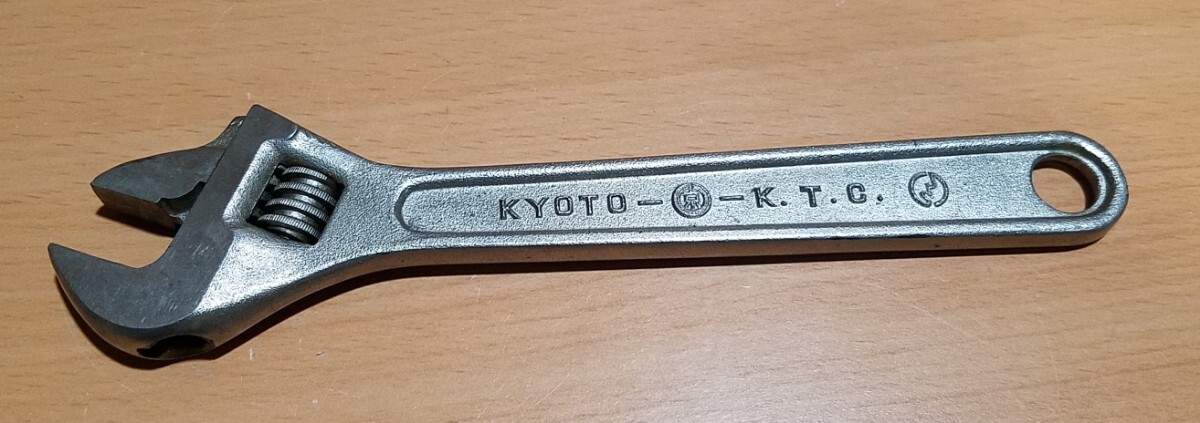 KYOTO - - K. T. C.